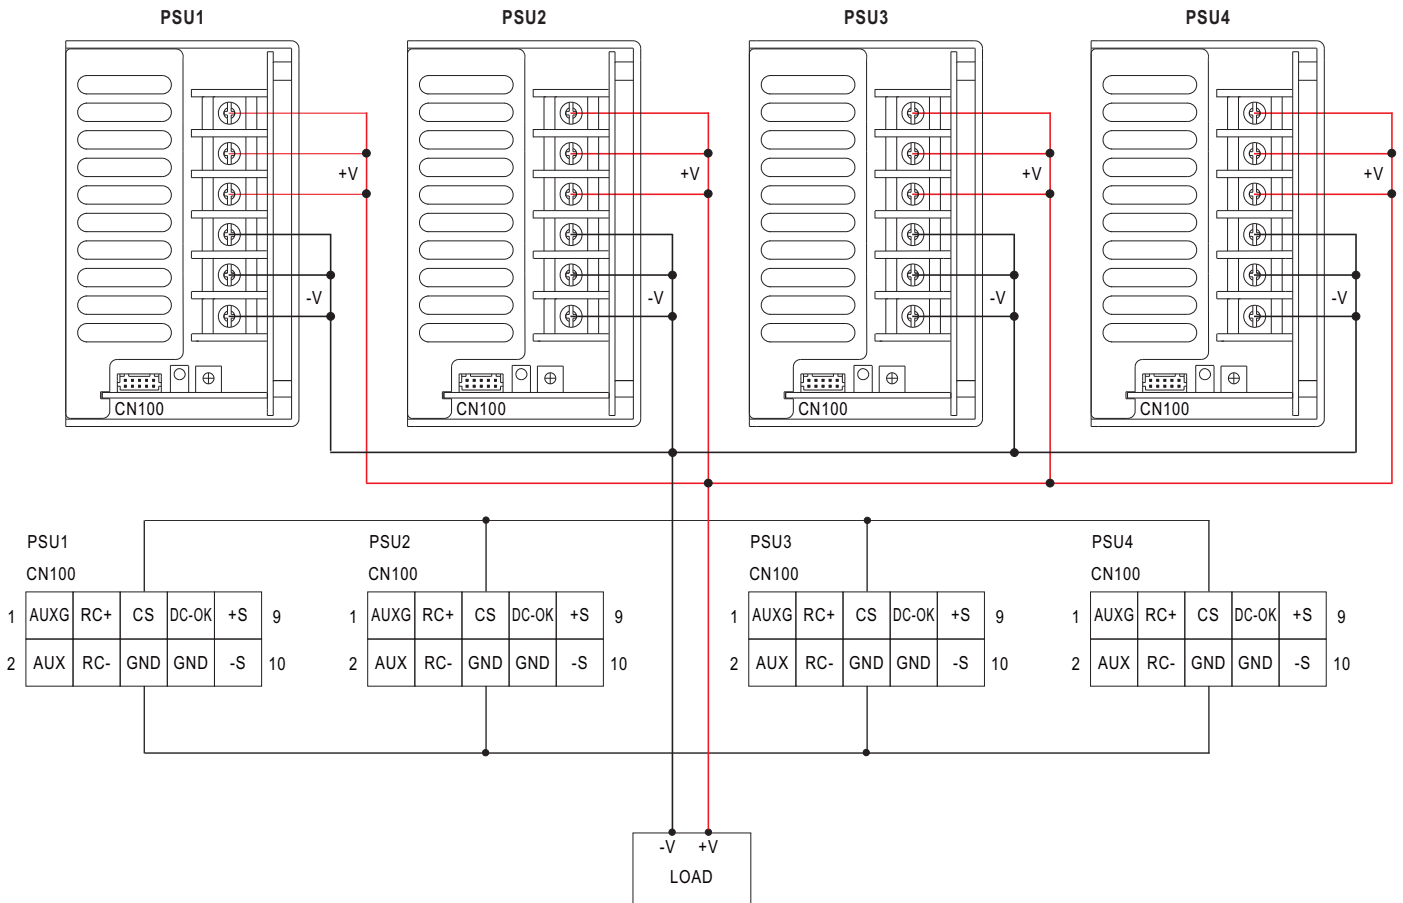 PSU1 PSU2 PSU3 PSU4
+V +V +V +V
-V -V -V -V
CN100 CN100 CN100 CN100
PSU1 PSU2 PSU3 PSU4
CN100 CN100 CN100 CN100
1 AUXG RC+ CS DC-OK +S 9 1 AUXG RC+ CS DC-OK +S 9 1 AUXG RC+ CS DC-OK +S 9 1 AUXG RC+ CS DC-OK +S 9
2 AUX RC- GND GND -S 10 2 AUX RC- GND GND -S 10 2 AUX RC- GND GND -S 10 2 AUX RC- GND GND -S 10
-V +V
LOAD